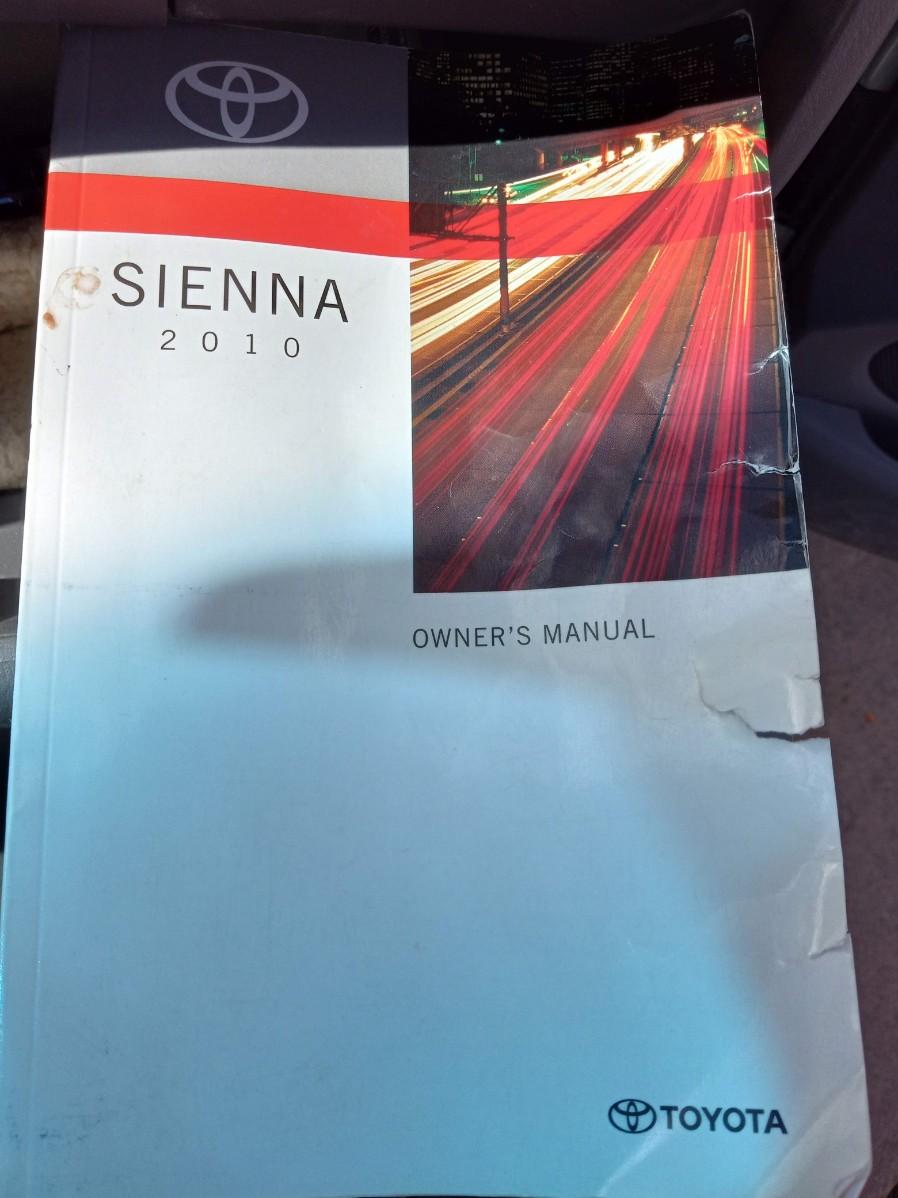 SIENNA
2010
OWNER'S MANUAL
TOYOTA